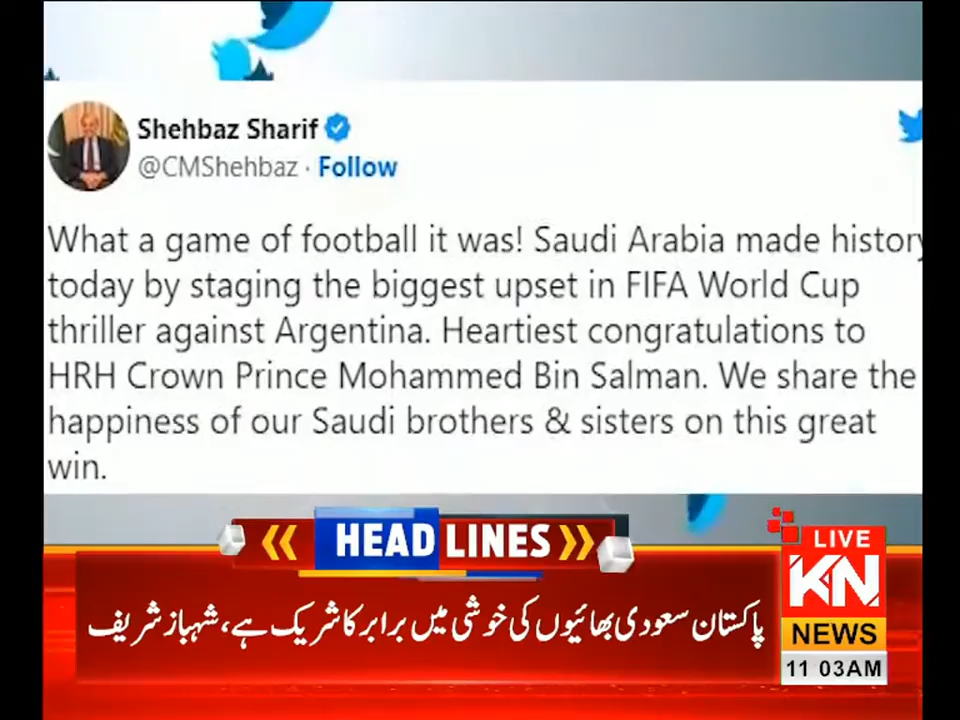 Shehbaz Sharif
@CMShehbaz · Follow
What a game of football it was! Saudi Arabia made history
today by staging the biggest upset in FIFA World Cup
thriller against Argentina. Heartiest congratulations to
HRH Crown Prince Mohammed Bin Salman. We share the
happiness of our Saudi brothers & sisters on this great
win.
HEAD LINES
LIVE
KN
NEWS
11 03AM
پاکستان سعودی بھائیوں کی خوشی میں برابر کا شریک ہے، شہباز شریف